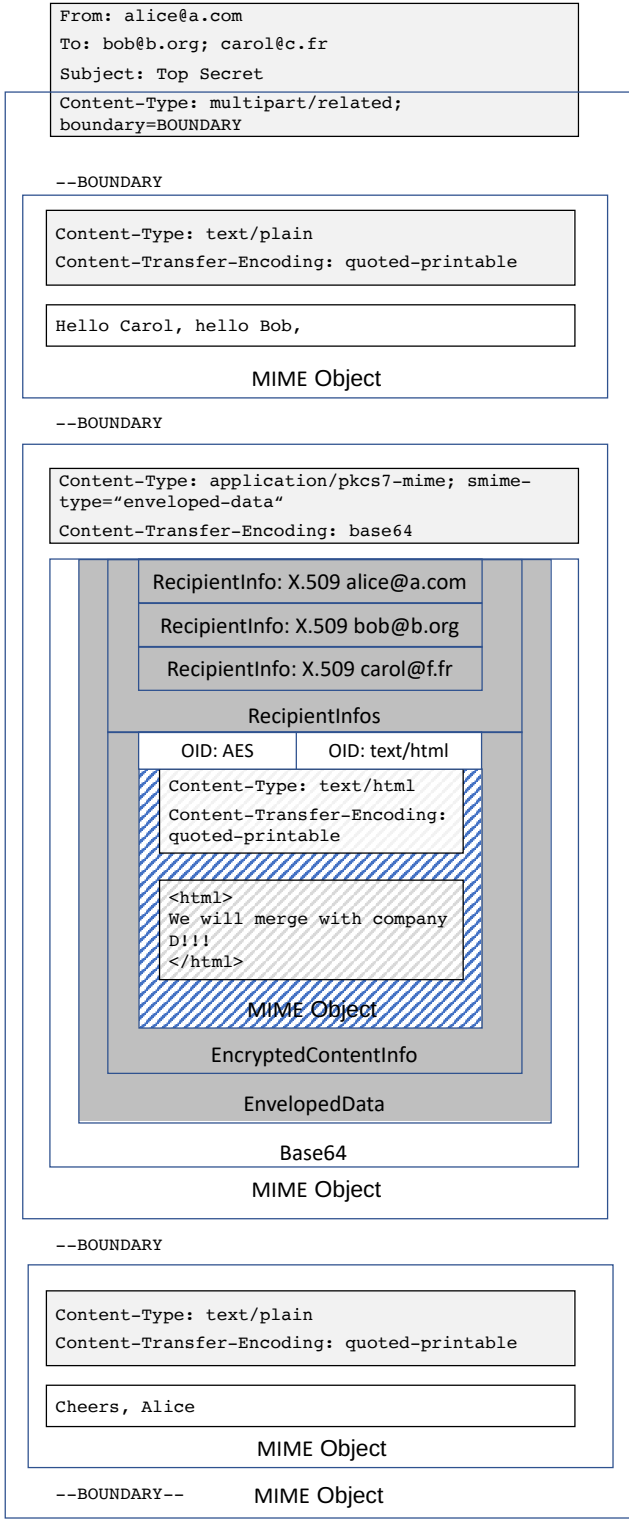 From: alice@a.com
To: bob@b.org; carol@c.fr
Subject: Top Secret
Content-Type: multipart/related;
boundary=BOUNDARY
--BOUNDARY
Content-Type: text/plain
Content-Transfer-Encoding: quoted-printable
Hello Carol, hello Bob,
MIME Object
--BOUNDARY
Content-Type: application/pkcs7-mime; smime-
type=“enveloped-data“
Content-Transfer-Encoding: base64
RecipientInfo: X.509 alice@a.com
RecipientInfo: X.509 bob@b.org
RecipientInfo: X.509 carol@f.fr
RecipientInfos
OID: AES OID: text/html
Content-Type: text/html
Content-Transfer-Encoding:
quoted-printable
<html>
We will merge with company
D!!!
</html>
MIME Object
EncryptedContentInfo
EnvelopedData
Base64
MIME Object
--BOUNDARY
Content-Type: text/plain
Content-Transfer-Encoding: quoted-printable
Cheers, Alice
MIME Object
--BOUNDARY-- MIME Object